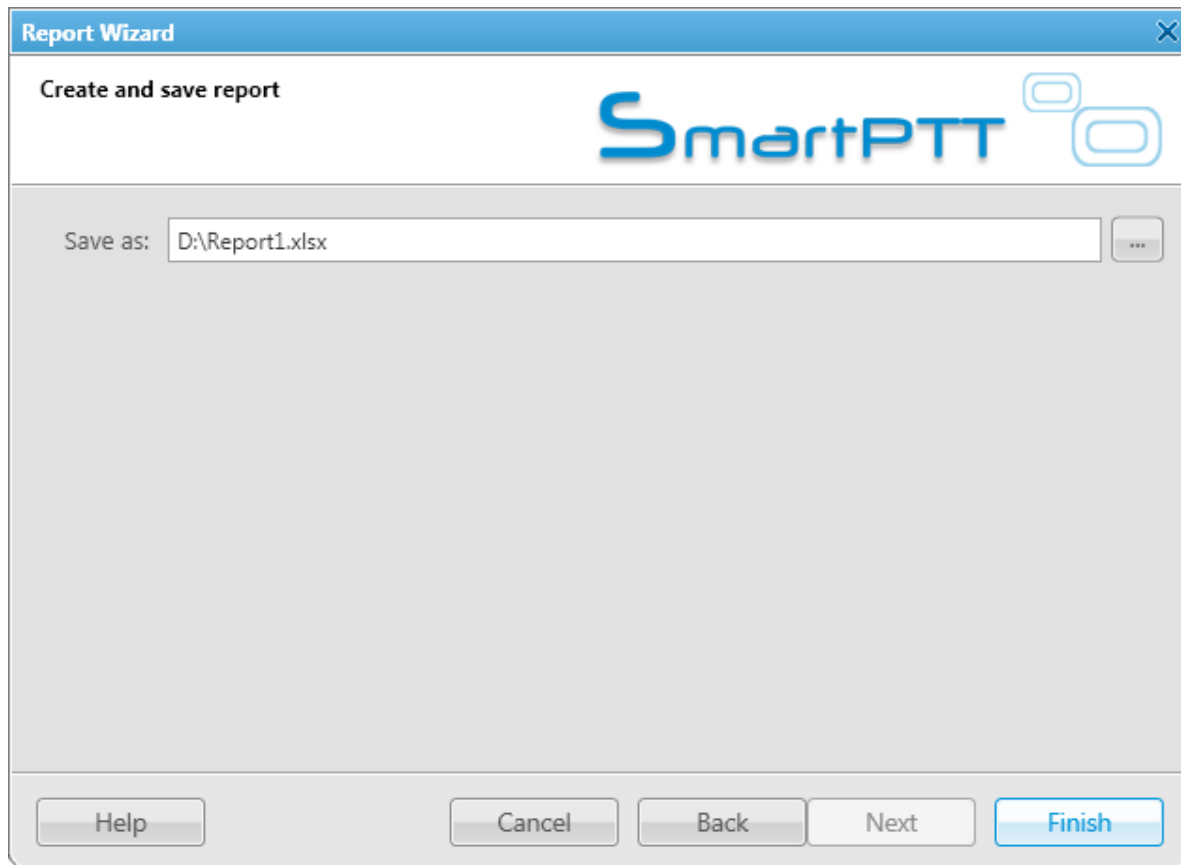 Report Wizard
Create and save report
SmartPTT
Save as:
D:\Report1.xlsx
...
Help
Cancel
Back
Next
Finish